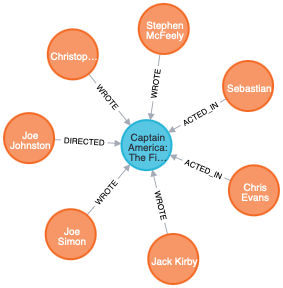 Stephen
McFeely
Christop...
WROTE
WROTE
Sebastian
ACTED_IN
Captain
America:
The Fi...
Joe
Johnston
DIRECTED
ACTED_IN
Chris
Evans
WROTE
WROTE
Joe
Simon
Jack Kirby